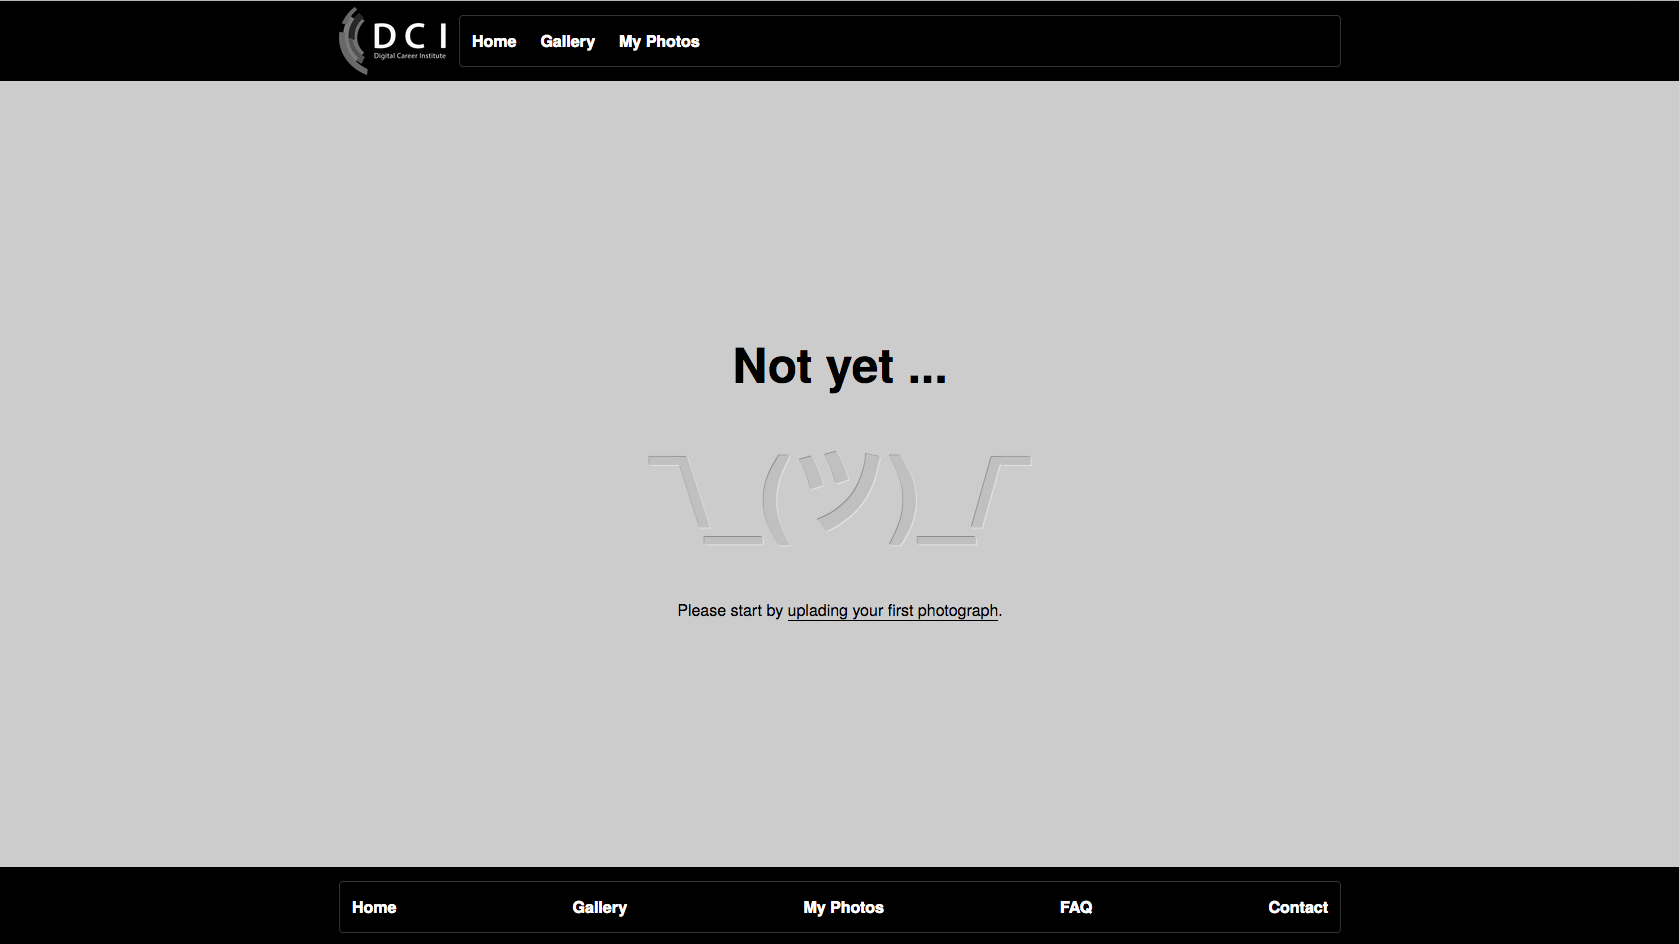 D C I
Digital Career Institute
Home Gallery My Photos
Not yet ...
¯\_(ツ)_/¯
Please start by uplading your first photograph.
Home Gallery My Photos FAQ Contact